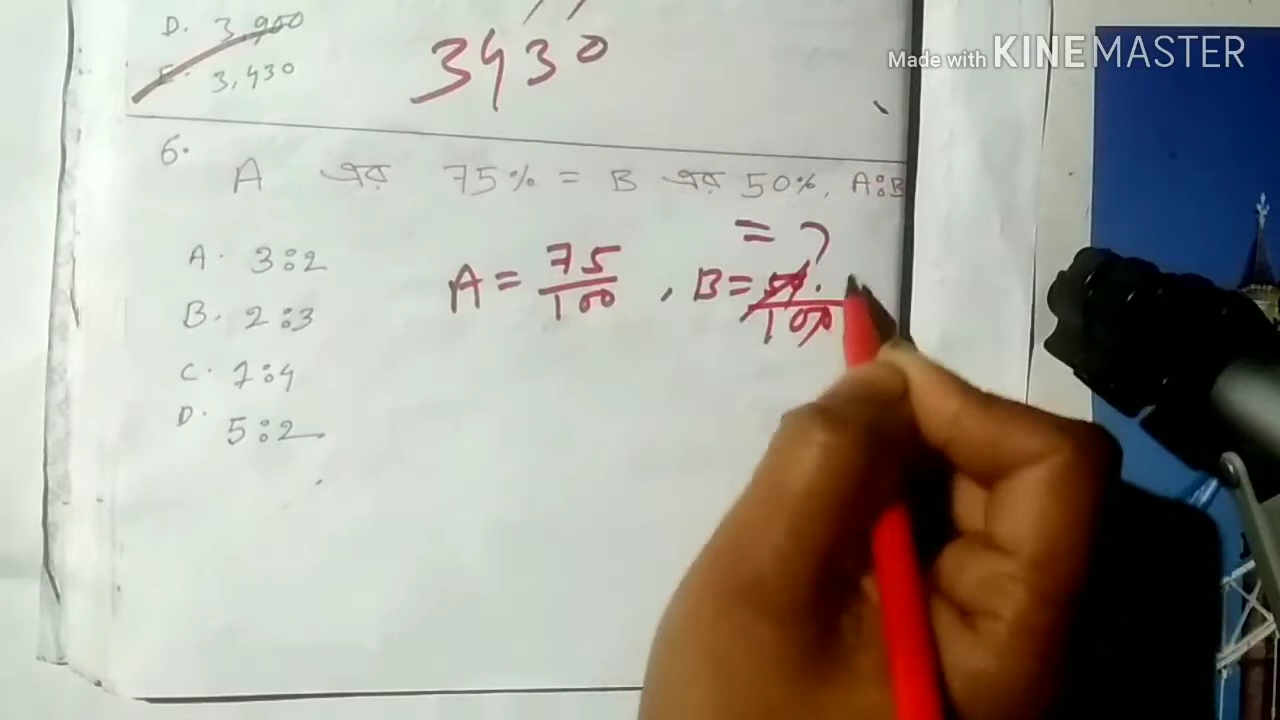 Made with KINEMASTER
D. 3,900
E. 3,430
3430
6.
A এর 75% = B এর 50%, A:B
= ?
A. 3:2
B. 2:3
C. 7:4
D. 5:2
A = 75/100, B = 50/100